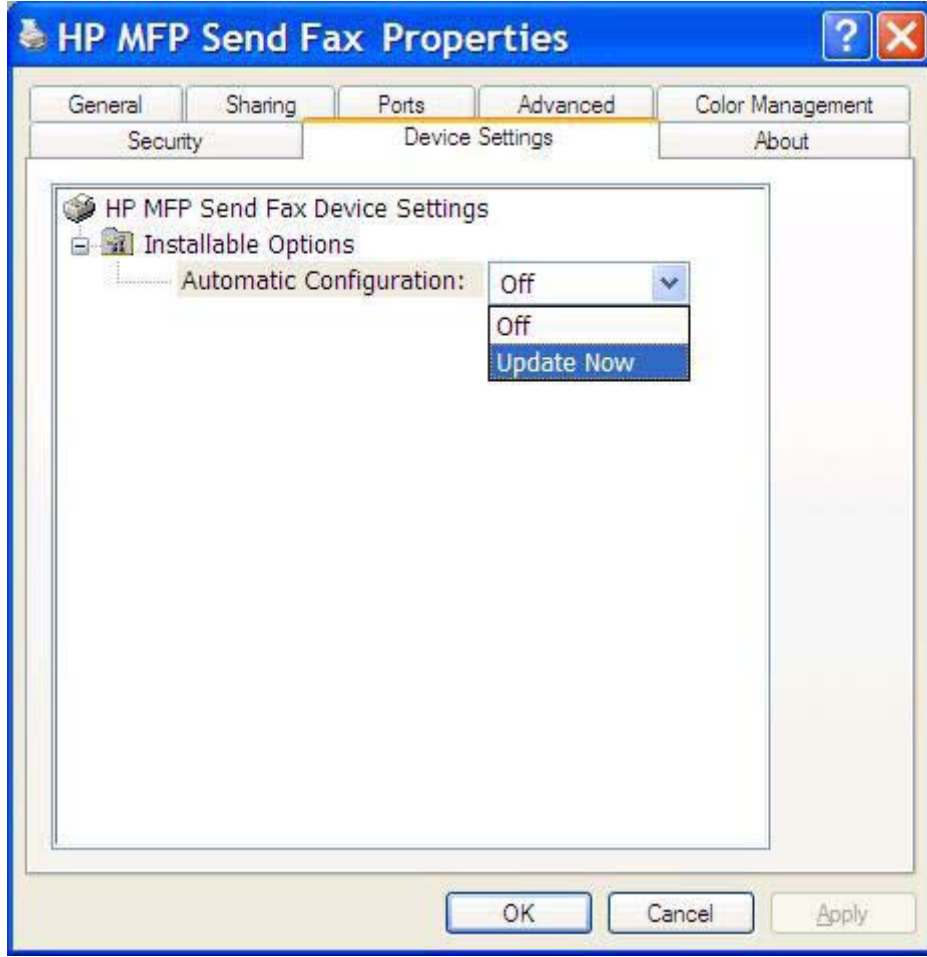 HP MFP Send Fax Properties
?
General Sharing Ports Advanced Color Management
Security Device Settings About
HP MFP Send Fax Device Settings
Installable Options
Automatic Configuration: Off
Off
Update Now
OK Cancel Apply